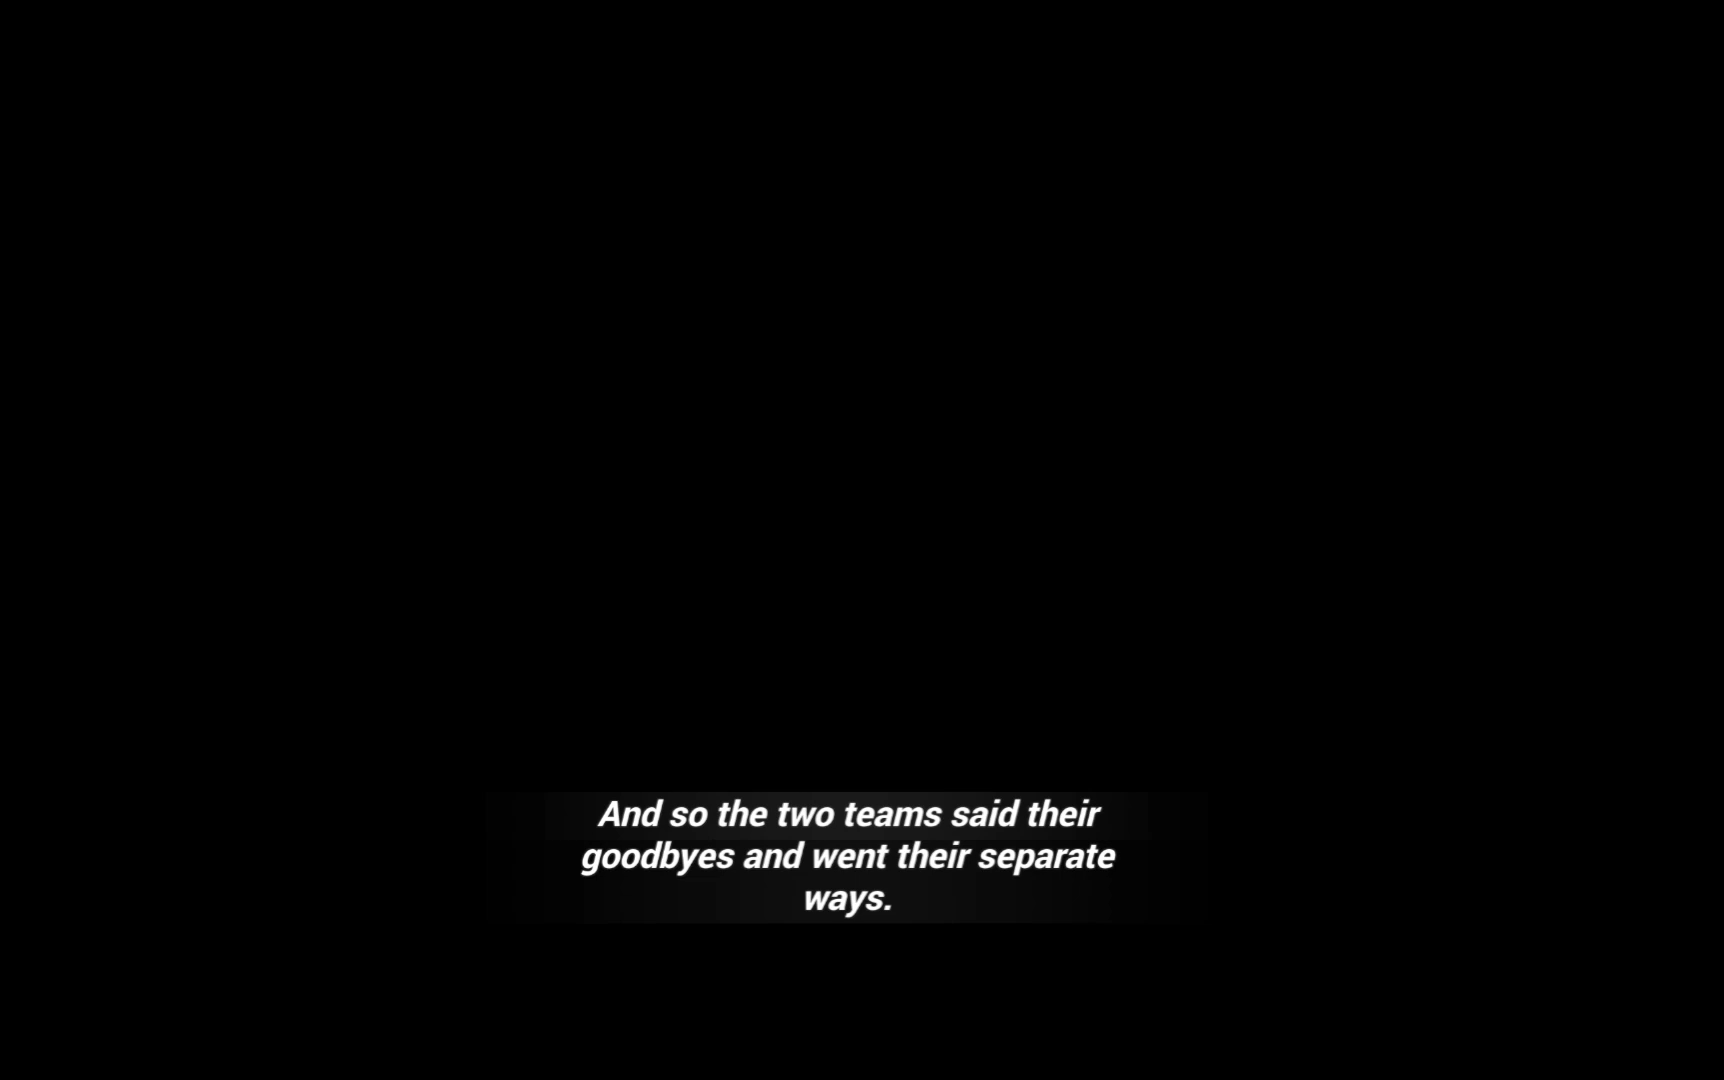 And so the two teams said their
goodbyes and went their separate
ways.